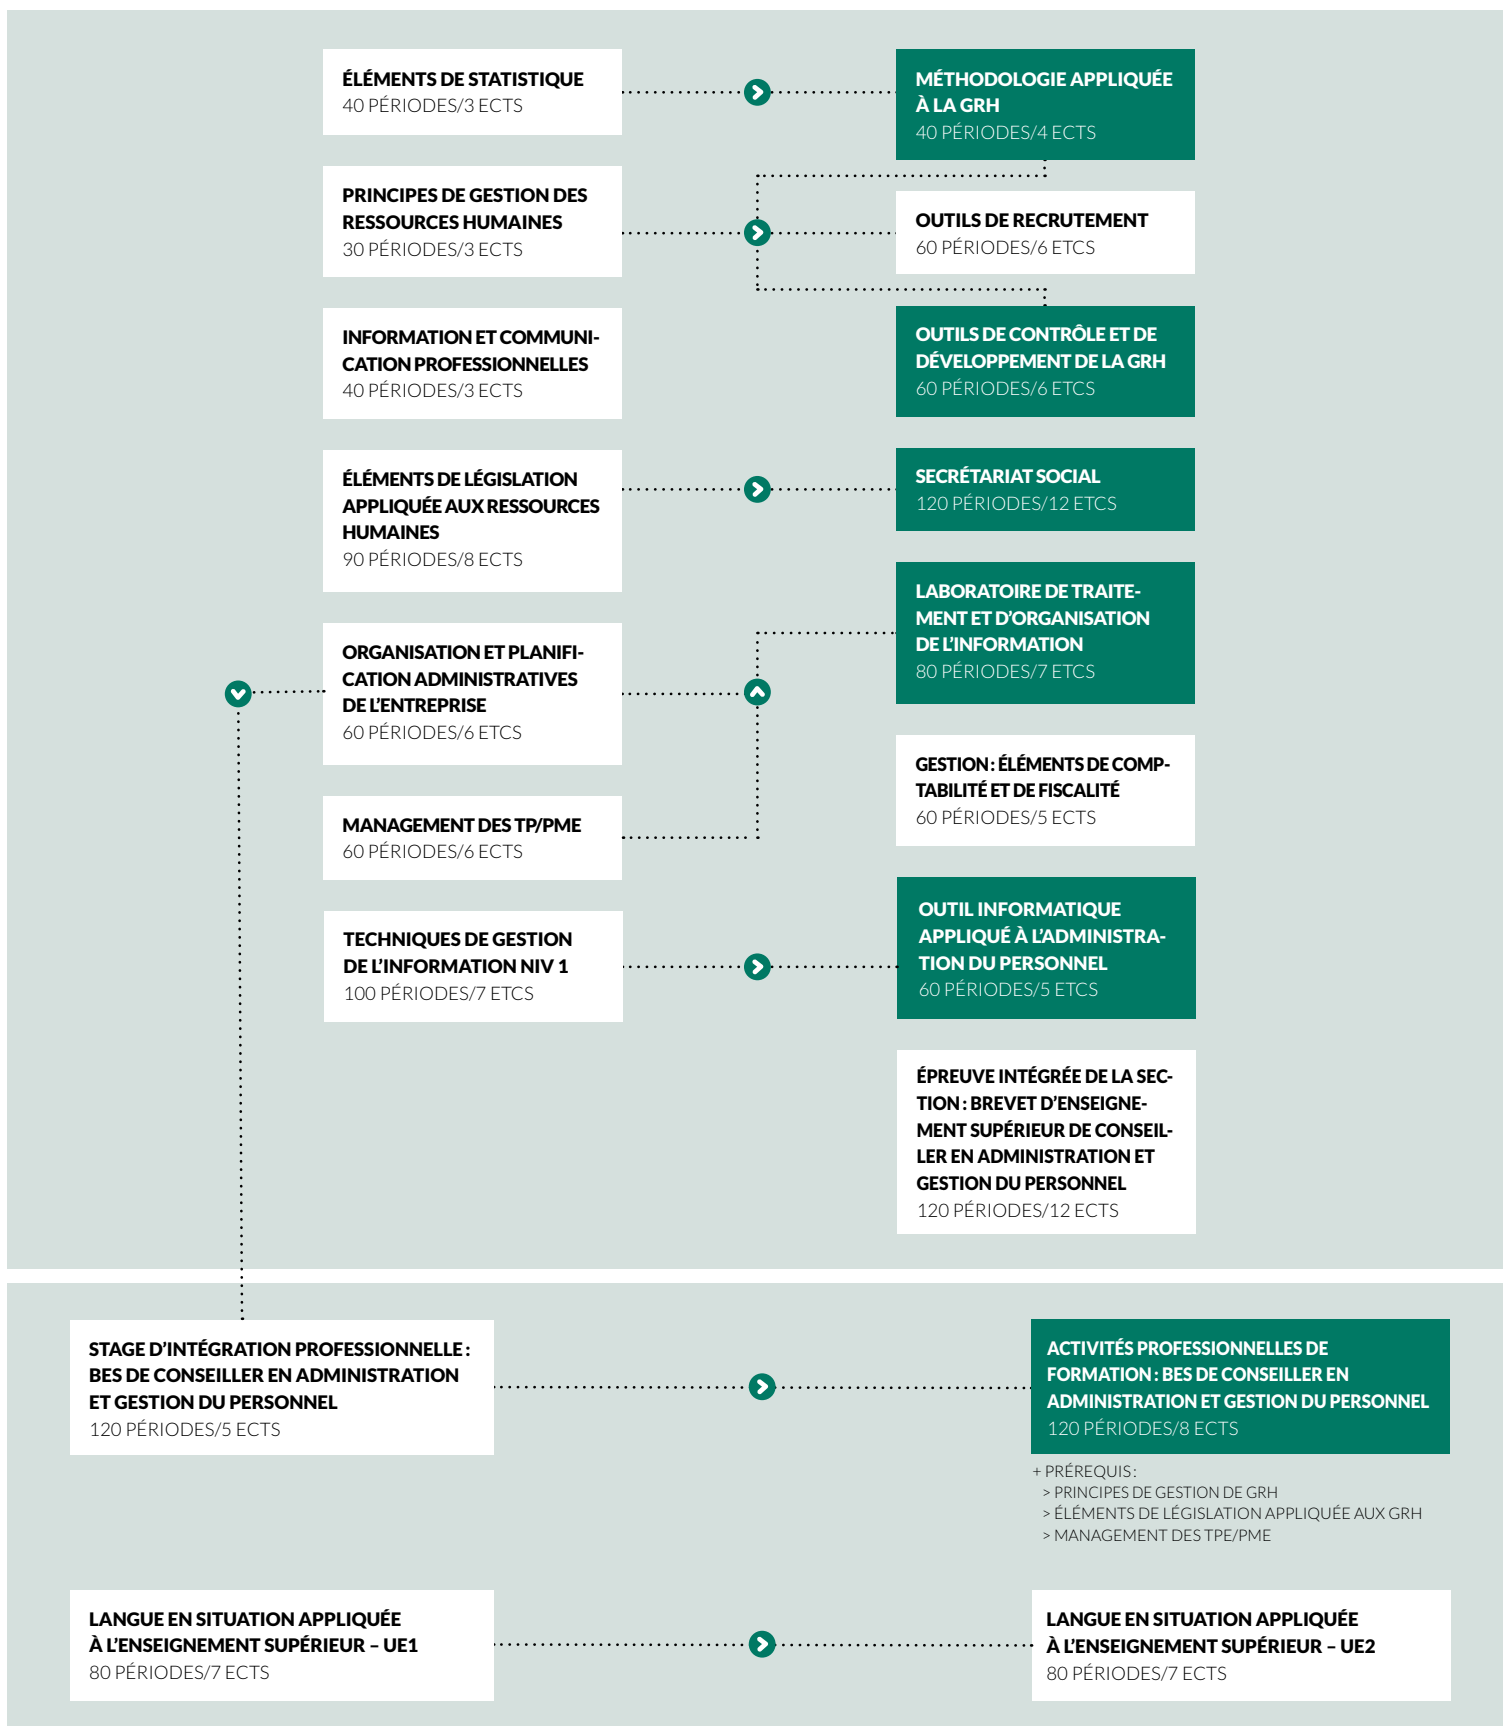 ÉLÉMENTS DE STATISTIQUE
40 PÉRIODES/3 ECTS
MÉTHODOLOGIE APPLIQUÉE
À LA GRH
40 PÉRIODES/4 ECTS
PRINCIPES DE GESTION DES
RESSOURCES HUMAINES
30 PÉRIODES/3 ECTS
OUTILS DE RECRUTEMENT
60 PÉRIODES/6 ETCS
INFORMATION ET COMMUNI-
CATION PROFESSIONNELLES
40 PÉRIODES/3 ECTS
OUTILS DE CONTRÔLE ET DE
DÉVELOPPEMENT DE LA GRH
60 PÉRIODES/6 ETCS
ÉLÉMENTS DE LÉGISLATION
APPLIQUÉE AUX RESSOURCES
HUMAINES
90 PÉRIODES/8 ECTS
SECRÉTARIAT SOCIAL
120 PÉRIODES/12 ETCS
LABORATOIRE DE TRAITE-
MENT ET D'ORGANISATION
DE L'INFORMATION
80 PÉRIODES/7 ETCS
ORGANISATION ET PLANIFI-
CATION ADMINISTRATIVES
DE L'ENTREPRISE
60 PÉRIODES/6 ETCS
GESTION : ÉLÉMENTS DE COMP-
TABILITÉ ET DE FISCALITÉ
60 PÉRIODES/5 ECTS
MANAGEMENT DES TP/PME
60 PÉRIODES/6 ECTS
OUTIL INFORMATIQUE
APPLIQUÉ À L'ADMINISTRA-
TION DU PERSONNEL
60 PÉRIODES/5 ETCS
TECHNIQUES DE GESTION
DE L'INFORMATION NIV 1
100 PÉRIODES/7 ETCS
ÉPREUVE INTÉGRÉE DE LA SEC-
TION : BREVET D'ENSEIGNE-
MENT SUPÉRIEUR DE CONSEIL-
LER EN ADMINISTRATION ET
GESTION DU PERSONNEL
120 PÉRIODES/12 ECTS
STAGE D'INTÉGRATION PROFESSIONNELLE :
BES DE CONSEILLER EN ADMINISTRATION
ET GESTION DU PERSONNEL
120 PÉRIODES/5 ECTS
ACTIVITÉS PROFESSIONNELLES DE
FORMATION : BES DE CONSEILLER EN
ADMINISTRATION ET GESTION DU PERSONNEL
120 PÉRIODES/8 ECTS
+ PRÉREQUIS :
> PRINCIPES DE GESTION DE GRH
> ÉLÉMENTS DE LÉGISLATION APPLIQUÉE AUX GRH
> MANAGEMENT DES TPE/PME
LANGUE EN SITUATION APPLIQUÉE
À L'ENSEIGNEMENT SUPÉRIEUR – UE1
80 PÉRIODES/7 ECTS
LANGUE EN SITUATION APPLIQUÉE
À L'ENSEIGNEMENT SUPÉRIEUR – UE2
80 PÉRIODES/7 ECTS